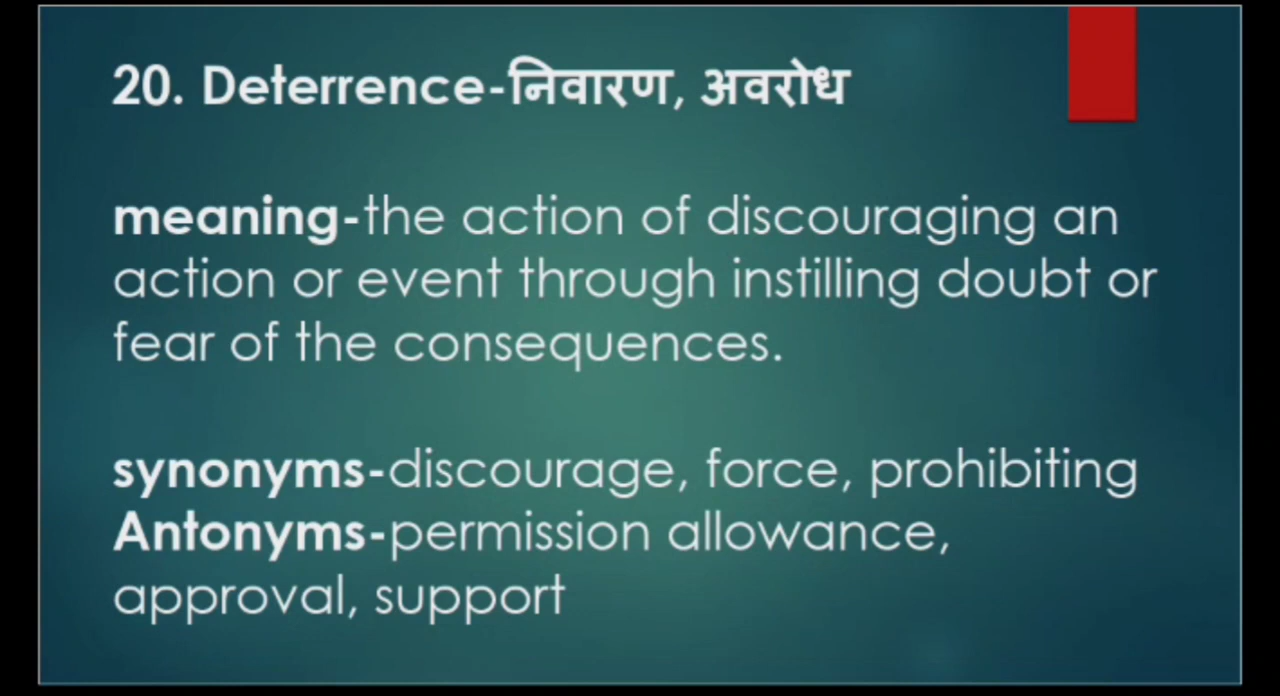 20. Deterrence-निवारण, अवरोध
meaning-the action of discouraging an
action or event through instilling doubt or
fear of the consequences.
synonyms-discourage, force, prohibiting
Antonyms-permission allowance,
approval, support